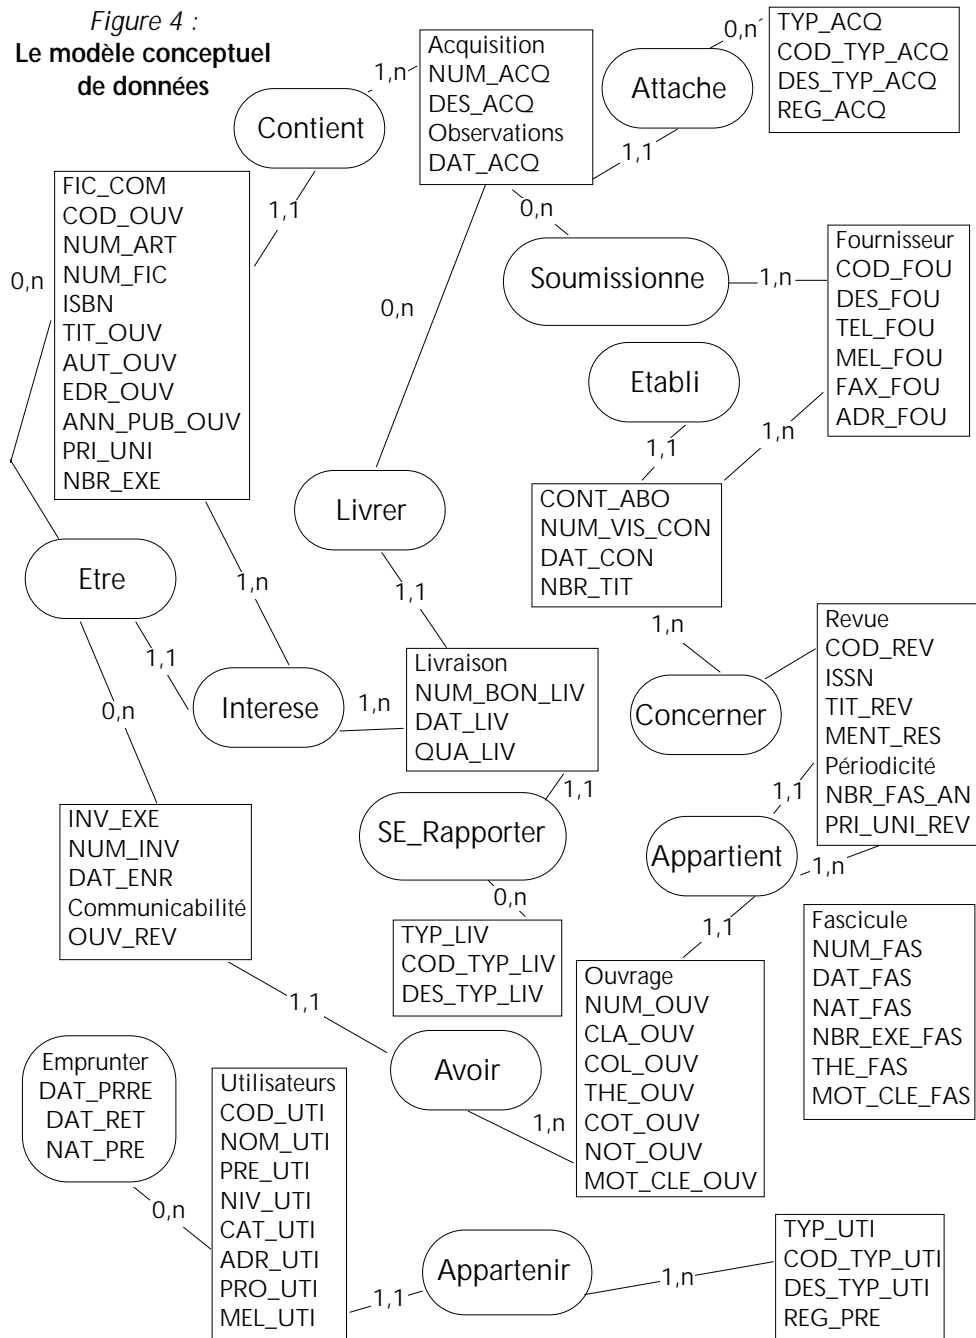 Figure 4 :
Le modèle conceptuel
de données
Contient
1,n
1,1
Acquisition
NUM_ACQ
DES_ACQ
Observations
DAT_ACQ
Attache
0,n
1,1
TYP_ACQ
COD_TYP_ACQ
DES_TYP_ACQ
REG_ACQ
FIC_COM
COD_OUV
NUM_ART
NUM_FIC
ISBN
TIT_OUV
AUT_OUV
EDR_OUV
ANN_PUB_OUV
PRI_UNI
NBR_EXE
0,n
0,n
Soumissionne
1,n
Fournisseur
COD_FOU
DES_FOU
TEL_FOU
MEL_FOU
FAX_FOU
ADR_FOU
0,n
Etabli
1,1
1,n
Livrer
1,1
CONT_ABO
NUM_VIS_CON
DAT_CON
NBR_TIT
Etre
1,n
1,1
0,n
Interese
1,n
Livraison
NUM_BON_LIV
DAT_LIV
QUA_LIV
1,n
Concerner
Revue
COD_REV
ISSN
TIT_REV
MENT_RES
Périodicité
NBR_FAS_AN
PRI_UNI_REV
1,1
SE_Rapporter
0,n
1,1
Appartient
1,n
1,1
INV_EXE
NUM_INV
DAT_ENR
Communicabilité
OUV_REV
TYP_LIV
COD_TYP_LIV
DES_TYP_LIV
Fascicule
NUM_FAS
DAT_FAS
NAT_FAS
NBR_EXE_FAS
THE_FAS
MOT_CLE_FAS
Ouvrage
NUM_OUV
CLA_OUV
COL_OUV
THE_OUV
COT_OUV
NOT_OUV
MOT_CLE_OUV
1,1
Avoir
1,n
Emprunter
DAT_PRRE
DAT_RET
NAT_PRE
0,n
Utilisateurs
COD_UTI
NOM_UTI
PRE_UTI
NIV_UTI
CAT_UTI
ADR_UTI
PRO_UTI
MEL_UTI
1,1
Appartenir
1,n
TYP_UTI
COD_TYP_UTI
DES_TYP_UTI
REG_PRE